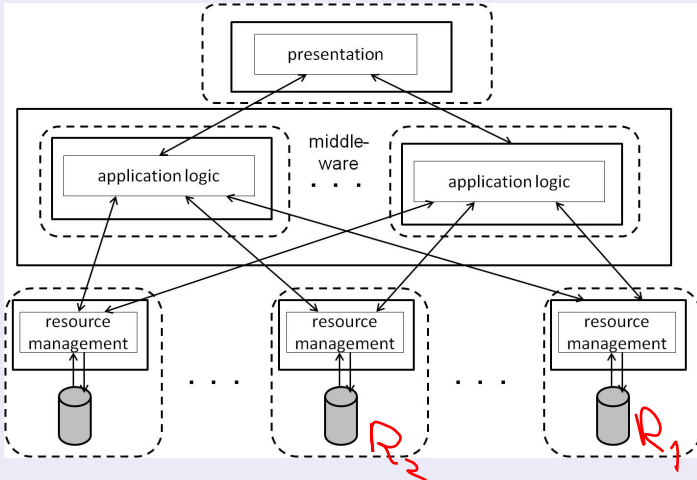 presentation
middle-
ware
. . .
application logic
application logic
resource
management
resource
management
resource
management
. . .
. . .
R2
R1